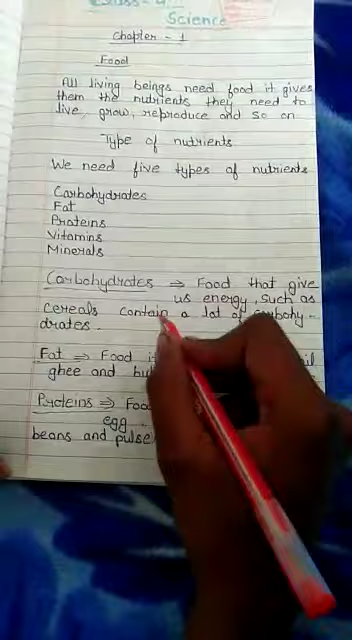 Class - 4
Science
Chapter - 1
Food
All living beings need food it gives
them the nutrients they need to
live, grow, reproduce and so on
Type of nutrients
We need five types of nutrients
Carbohydrates
Fat
Proteins
Vitamins
Minerals
Carbohydrates ⇒ Food that give
us energy, such as
cereals contain a lot of carbohy-
drates.
Fat ⇒ Food
ghee and
Proteins ⇒
egg
beans and pulse